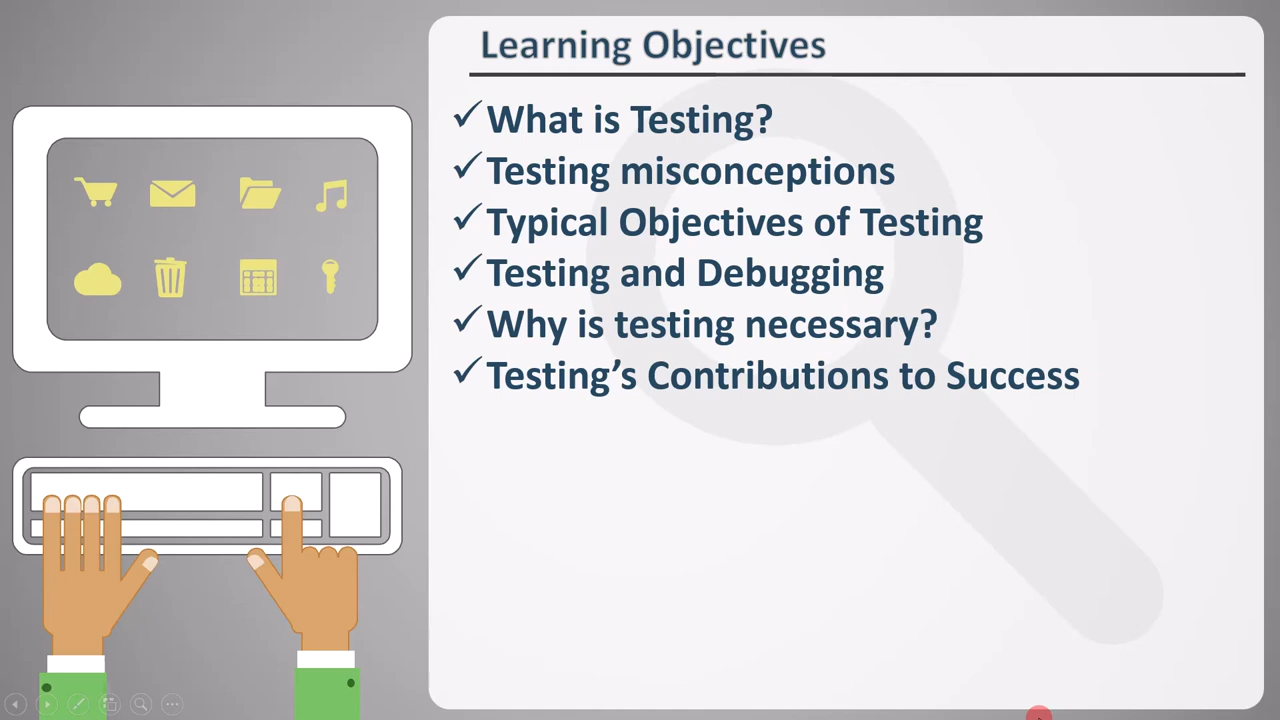 Learning Objectives
✓What is Testing?
✓Testing misconceptions
✓Typical Objectives of Testing
✓Testing and Debugging
✓Why is testing necessary?
✓Testing’s Contributions to Success